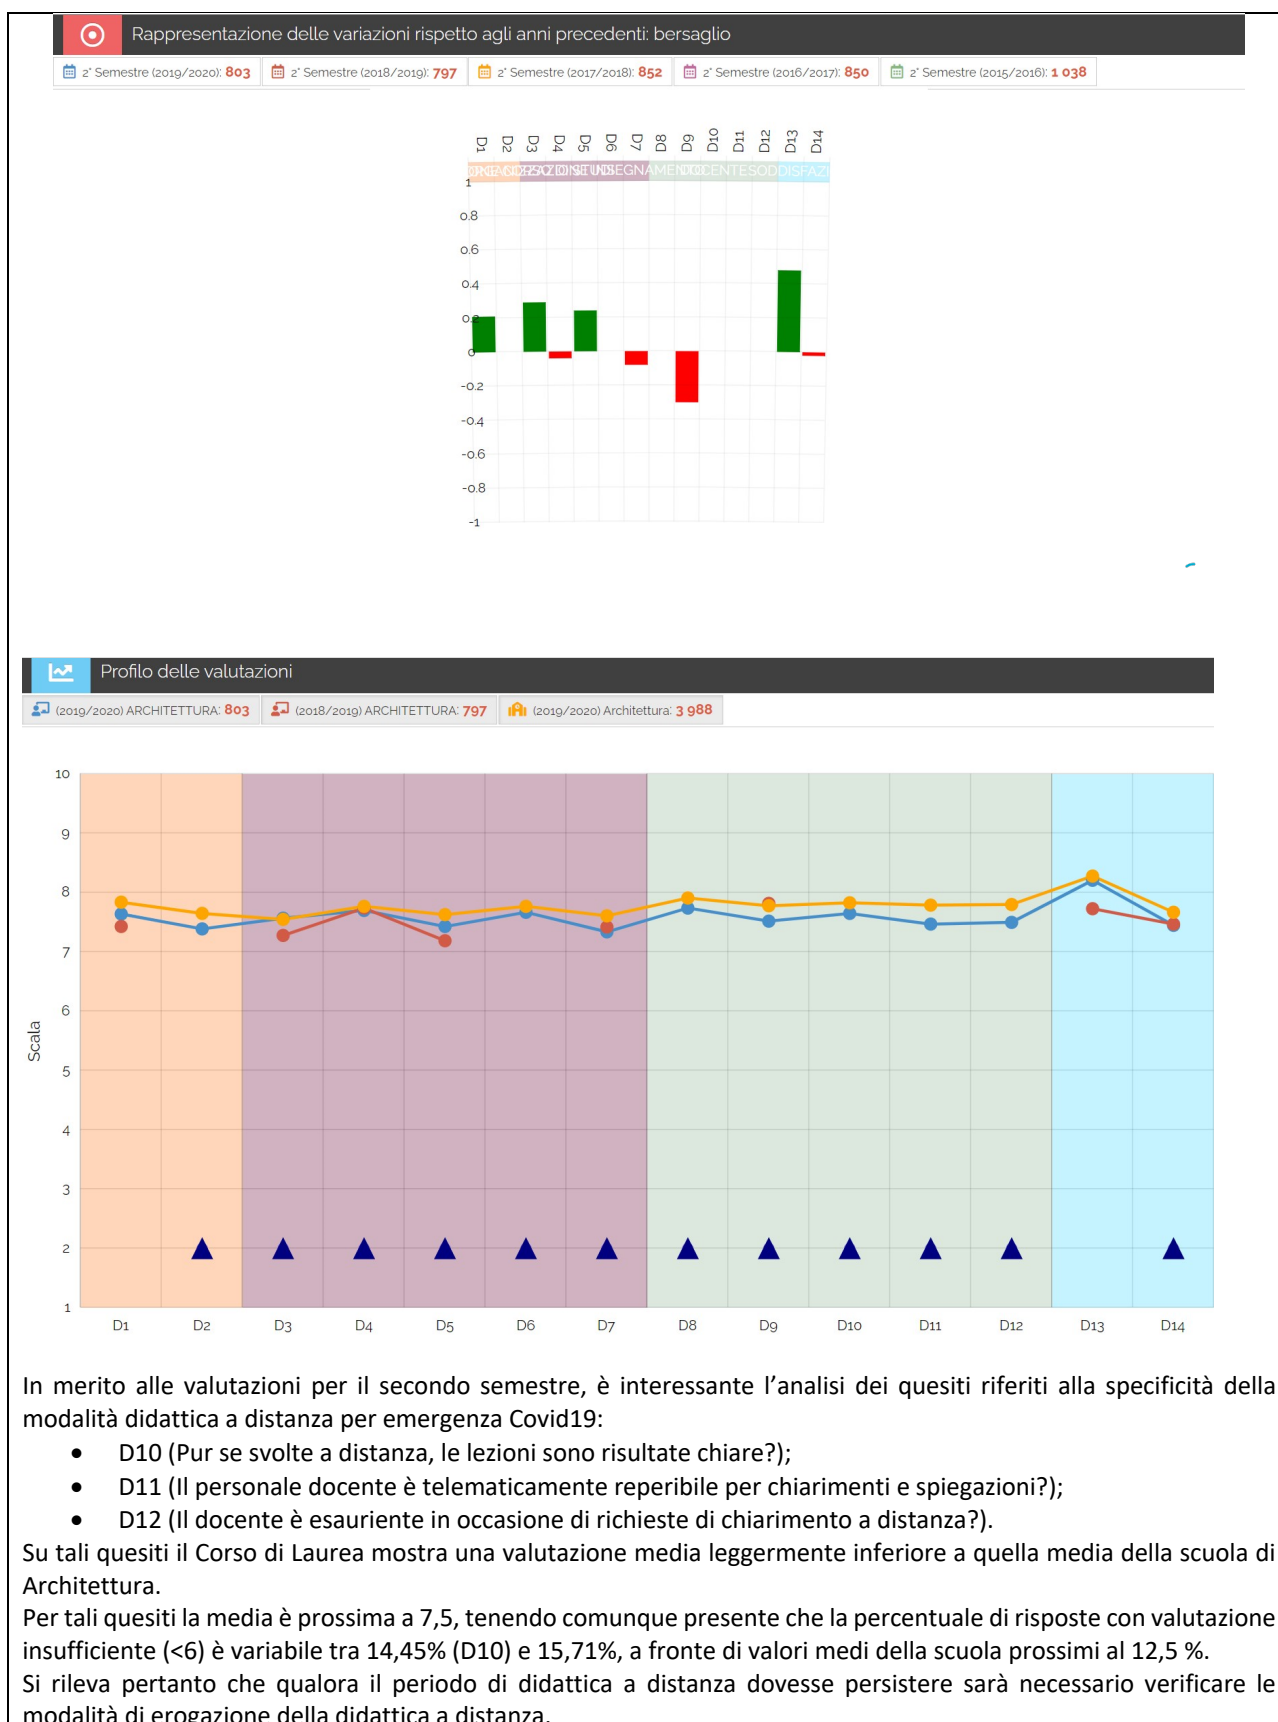 Rappresentazione delle variazioni rispetto agli anni precedenti: bersaglio
2° Semestre (2019/2020): 803 2° Semestre (2018/2019): 797 2° Semestre (2017/2018): 852 2° Semestre (2016/2017): 850 2° Semestre (2015/2016): 1 038
D1 D2 D3 D4 D5 D6 D7 D8 D9 D10 D11 D12 D13 D14
1
0.8
0.6
0.4
0.2
0
-0.2
-0.4
-0.6
-0.8
-1
Profilo delle valutazioni
(2019/2020) ARCHITETTURA: 803 (2018/2019) ARCHITETTURA: 797 (2019/2020) Architettura: 3 988
10
9
8
7
6
Scala
5
4
3
2
1
D1 D2 D3 D4 D5 D6 D7 D8 D9 D10 D11 D12 D13 D14
In merito alle valutazioni per il secondo semestre, è interessante l’analisi dei quesiti riferiti alla specificità della
modalità didattica a distanza per emergenza Covid19:
• D10 (Pur se svolte a distanza, le lezioni sono risultate chiare?);
• D11 (Il personale docente è telematicamente reperibile per chiarimenti e spiegazioni?);
• D12 (Il docente è esauriente in occasione di richieste di chiarimento a distanza?).
Su tali quesiti il Corso di Laurea mostra una valutazione media leggermente inferiore a quella media della scuola di
Architettura.
Per tali quesiti la media è prossima a 7,5, tenendo comunque presente che la percentuale di risposte con valutazione
insufficiente (<6) è variabile tra 14,45% (D10) e 15,71%, a fronte di valori medi della scuola prossimi al 12,5 %.
Si rileva pertanto che qualora il periodo di didattica a distanza dovesse persistere sarà necessario verificare le
modalità di erogazione della didattica a distanza.